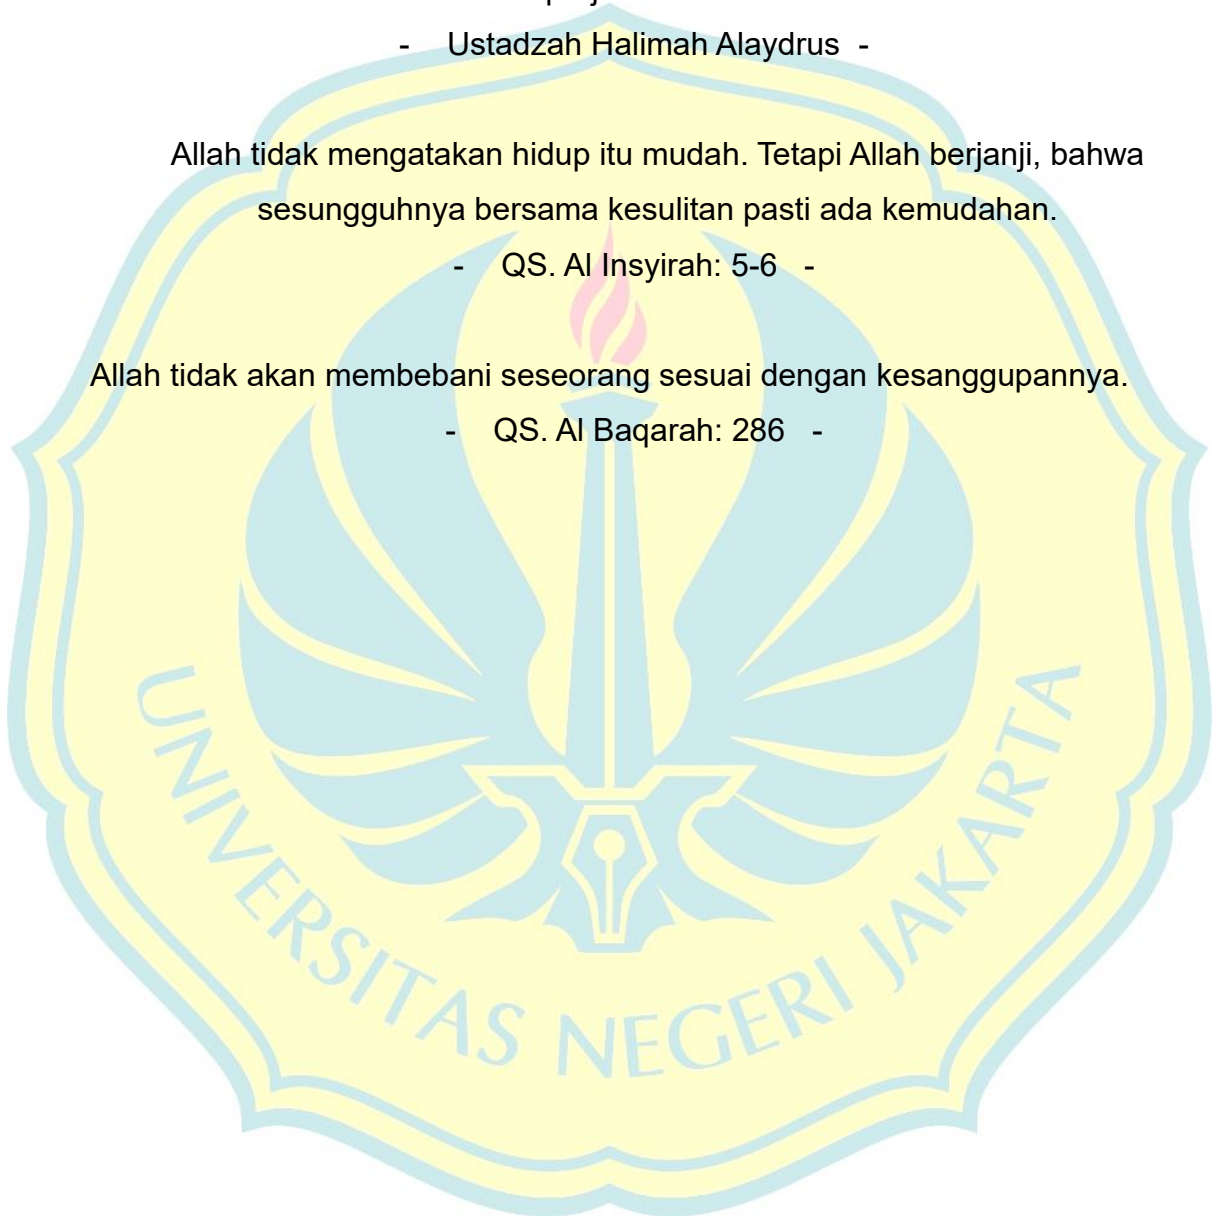 - Ustadzah Halimah Alaydrus -
Allah tidak mengatakan hidup itu mudah. Tetapi Allah berjanji, bahwa
sesungguhnya bersama kesulitan pasti ada kemudahan.
- QS. Al Insyirah: 5-6 -
Allah tidak akan membebani seseorang sesuai dengan kesanggupannya.
- QS. Al Baqarah: 286 -
UNIVERSITAS NEGERI JAKARTA